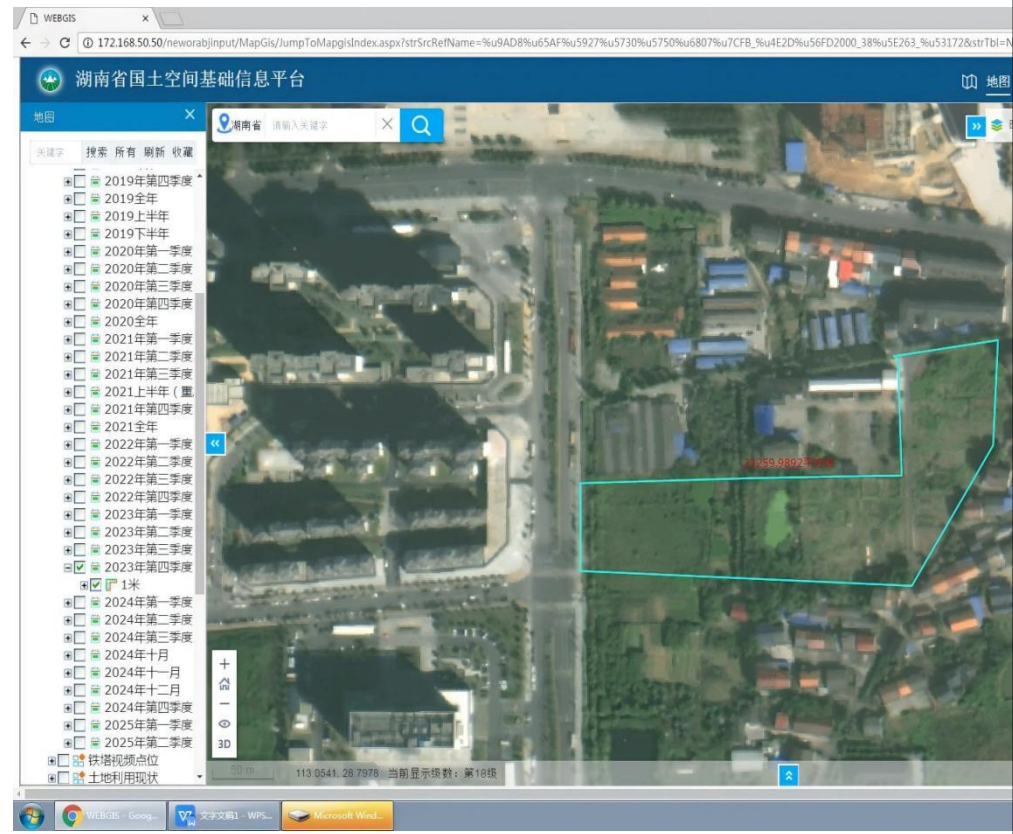 WEBGIS
172.168.50.50/neworabjinput/MapGis/JumpToMapgisIndex.aspx?strSrcRefName=%u9AD8%u65AF%u5927%u5730%u5750%u6807%u7CFB_%u4E2D%u56FD2000_38%u5E263_%u53172&strTbl=N
湖南省国土空间基础信息平台
地图
地图
湖南省 请输入关键字
关键字 搜索 所有 刷新 收藏
2019年第四季度
2019全年
2019上半年
2019下半年
2020年第一季度
2020年第二季度
2020年第三季度
2020年第四季度
2020全年
2021年第一季度
2021年第二季度
2021年第三季度
2021上半年（重
2021年第四季度
2021全年
2022年第一季度
2022年第二季度
2022年第三季度
2022年第四季度
2023年第一季度
2023年第二季度
2023年第三季度
2023年第四季度
1米
2024年第一季度
2024年第二季度
2024年第三季度
2024年十月
2024年十一月
2024年十二月
2024年第四季度
2025年第一季度
2025年第二季度
铁塔视频点位
土地利用现状
3D
50 m
113.0541, 28.7978 当前显示级数：第18级
WEBGIS - Goog...
文字文稿1 - WPS...
Microsoft Wind...